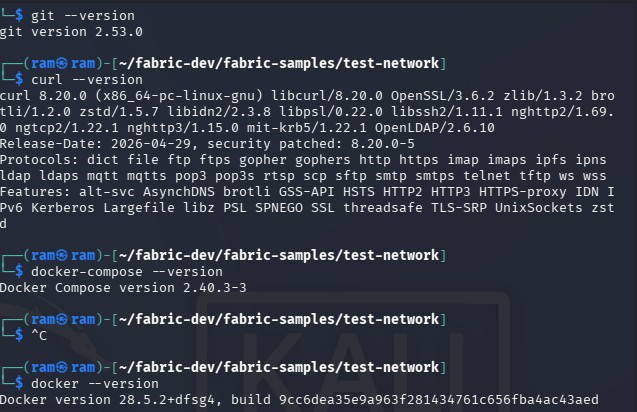 └─$ git --version
git version 2.53.0
┌──(ram㉿ram)-[~/fabric-dev/fabric-samples/test-network]
└─$ curl --version
curl 8.20.0 (x86_64-pc-linux-gnu) libcurl/8.20.0 OpenSSL/3.6.2 zlib/1.3.2 bro
tli/1.2.0 zstd/1.5.7 libidn2/2.3.8 libpsl/0.22.0 libssh2/1.11.1 nghttp2/1.69.
0 ngtcp2/1.22.1 nghttp3/1.15.0 mit-krb5/1.22.1 OpenLDAP/2.6.10
Release-Date: 2026-04-29, security patched: 8.20.0-5
Protocols: dict file ftp ftps gopher gophers http https imap imaps ipfs ipns
ldap ldaps mqtt mqtts pop3 pop3s rtsp scp sftp smtp smtps telnet tftp ws wss
Features: alt-svc AsynchDNS brotli GSS-API HSTS HTTP2 HTTP3 HTTPS-proxy IDN I
Pv6 Kerberos Largefile libz PSL SPNEGO SSL threadsafe TLS-SRP UnixSockets zst
d
┌──(ram㉿ram)-[~/fabric-dev/fabric-samples/test-network]
└─$ docker-compose --version
Docker Compose version 2.40.3-3
┌──(ram㉿ram)-[~/fabric-dev/fabric-samples/test-network]
└─$ ^C
┌──(ram㉿ram)-[~/fabric-dev/fabric-samples/test-network]
└─$ docker --version
Docker version 28.5.2+dfsg4, build 9cc6dea35e9a963f281434761c656fba4ac43aed
KALI